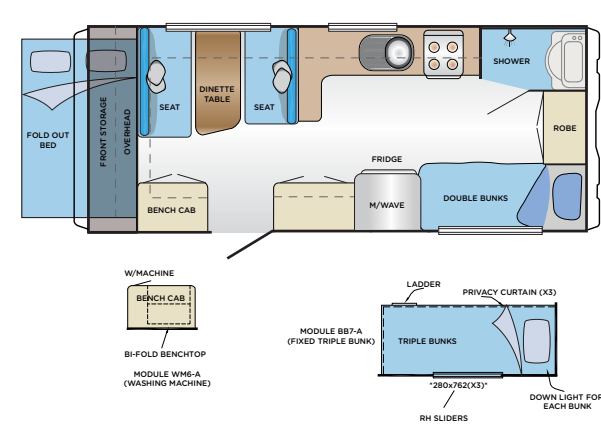 SHOWER
SEAT
DINETTE
TABLE
SEAT
FOLD OUT
BED
FRONT STORAGE
OVERHEAD
ROBE
FRIDGE
M/WAVE
DOUBLE BUNKS
BENCH CAB
W/MACHINE
BENCH CAB
BI-FOLD BENCHTOP
MODULE WM6-A
(WASHING MACHINE)
LADDER
PRIVACY CURTAIN (X3)
MODULE BB7-A
(FIXED TRIPLE BUNK)
TRIPLE BUNKS
*280x762(X3)*
RH SLIDERS
DOWN LIGHT FOR
EACH BUNK